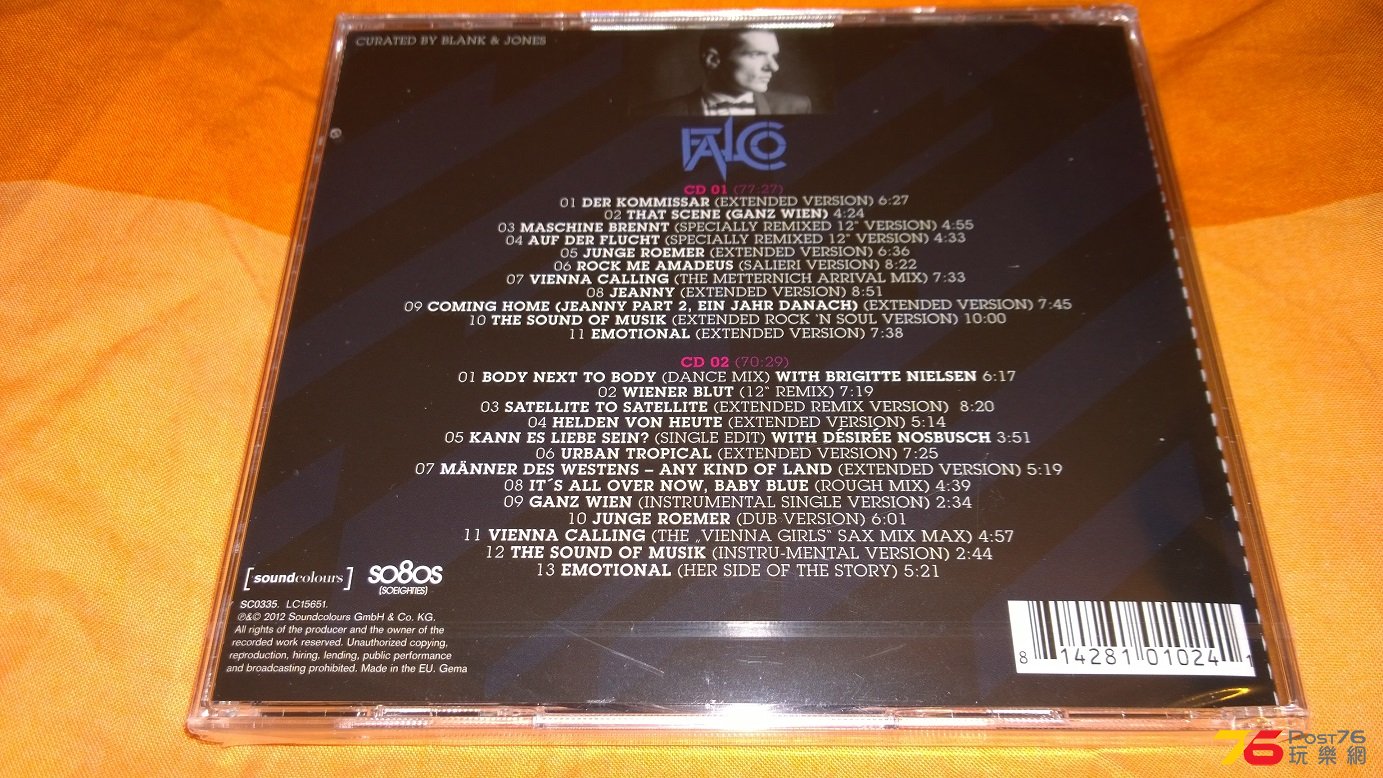 CURATED BY BLANK & JONES
FALCO
CD 01 (77:27)
01 DER KOMMISSAR (EXTENDED VERSION) 6:27
02 THAT SCENE (GANZ WIEN) 4:24
03 MASCHINE BRENNT (SPECIALLY REMIXED 12" VERSION) 4:55
04 AUF DER FLUCHT (SPECIALLY REMIXED 12" VERSION) 4:33
05 JUNGE ROEMER (EXTENDED VERSION) 6:36
06 ROCK ME AMADEUS (SALIERI VERSION) 8:22
07 VIENNA CALLING (THE METTERNICH ARRIVAL MIX) 7:33
08 JEANNY (EXTENDED VERSION) 8:51
09 COMING HOME (JEANNY PART 2, EIN JAHR DANACH) (EXTENDED VERSION) 7:45
10 THE SOUND OF MUSIK (EXTENDED ROCK 'N SOUL VERSION) 10:00
11 EMOTIONAL (EXTENDED VERSION) 7:38
CD 02 (70:29)
01 BODY NEXT TO BODY (DANCE MIX) WITH BRIGITTE NIELSEN 6:17
02 WIENER BLUT (12" REMIX) 7:19
03 SATELLITE TO SATELLITE (EXTENDED REMIX VERSION) 8:20
04 HELDEN VON HEUTE (EXTENDED VERSION) 5:14
05 KANN ES LIEBE SEIN? (SINGLE EDIT) WITH DÉSIRÉE NOSBUSCH 3:51
06 URBAN TROPICAL (EXTENDED VERSION) 7:25
07 MÄNNER DES WESTENS – ANY KIND OF LAND (EXTENDED VERSION) 5:19
08 IT´S ALL OVER NOW, BABY BLUE (ROUGH MIX) 4:39
09 GANZ WIEN (INSTRUMENTAL SINGLE VERSION) 2:34
10 JUNGE ROEMER (DUB VERSION) 6:01
11 VIENNA CALLING (THE „VIENNA GIRLS" SAX MIX MAX) 4:57
12 THE SOUND OF MUSIK (INSTRU-MENTAL VERSION) 2:44
13 EMOTIONAL (HER SIDE OF THE STORY) 5:21
[soundcolours] so8os
(SOEIGHTIES)
SC0335. LC15651.
℗&© 2012 Soundcolours GmbH & Co. KG.
All rights of the producer and the owner of the
recorded work reserved. Unauthorized copying,
reproduction, hiring, lending, public performance
and broadcasting prohibited. Made in the EU. Gema
8 14281 01024 1
76 POST76
玩樂網